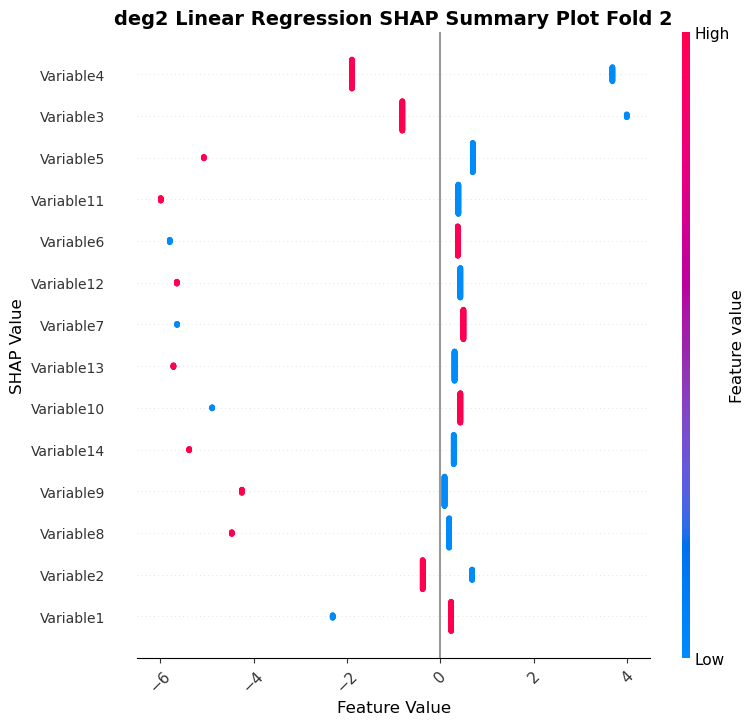 deg2 Linear Regression SHAP Summary Plot Fold 2
High
Variable4
Variable3
Variable5
Variable11
Variable6
Variable12
Variable7
Variable13
Variable10
Variable14
Variable9
Variable8
Variable2
Variable1
SHAP Value
Feature value
Low
−6
−4
−2
0
2
4
Feature Value